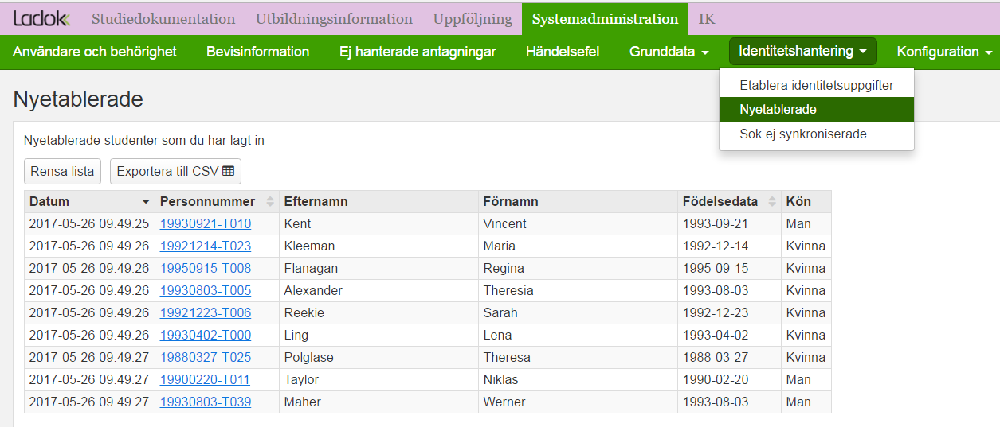 Ladok Studiedokumentation Utbildningsinformation Uppföljning Systemadministration IK
Användare och behörighet Bevisinformation Ej hanterade antagningar Händelsefel Grunddata Identitetshantering Konfiguration
Etablera identitetsuppgifter
Nyetablerade
Sök ej synkroniserade
Nyetablerade
Nyetablerade studenter som du har lagt in
Rensa lista Exportera till CSV
Datum Personnummer Efternamn Förnamn Födelsedata Kön
2017-05-26 09.49.25 19930921-T010 Kent Vincent 1993-09-21 Man
2017-05-26 09.49.26 19921214-T023 Kleeman Maria 1992-12-14 Kvinna
2017-05-26 09.49.26 19950915-T008 Flanagan Regina 1995-09-15 Kvinna
2017-05-26 09.49.26 19930803-T005 Alexander Theresia 1993-08-03 Kvinna
2017-05-26 09.49.26 19921223-T006 Reekie Sarah 1992-12-23 Kvinna
2017-05-26 09.49.26 19930402-T000 Ling Lena 1993-04-02 Kvinna
2017-05-26 09.49.27 19880327-T025 Polglase Theresa 1988-03-27 Kvinna
2017-05-26 09.49.27 19900220-T011 Taylor Niklas 1990-02-20 Man
2017-05-26 09.49.27 19930803-T039 Maher Werner 1993-08-03 Man